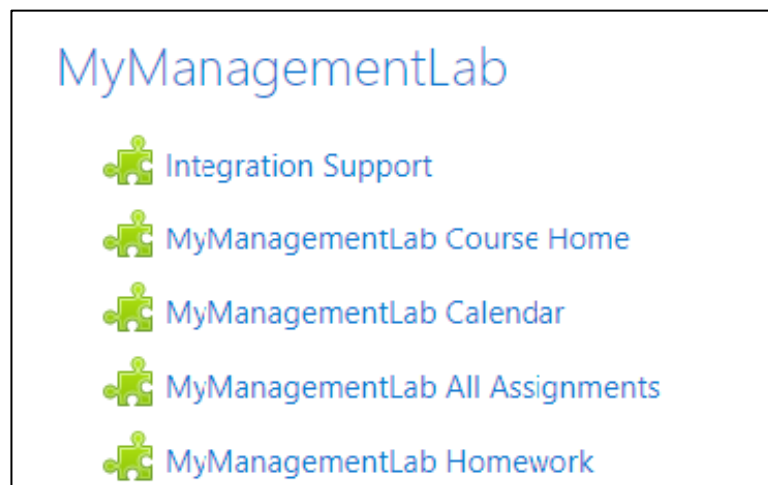 MyManagementLab
Integration Support
MyManagementLab Course Home
MyManagementLab Calendar
MyManagementLab All Assignments
MyManagementLab Homework